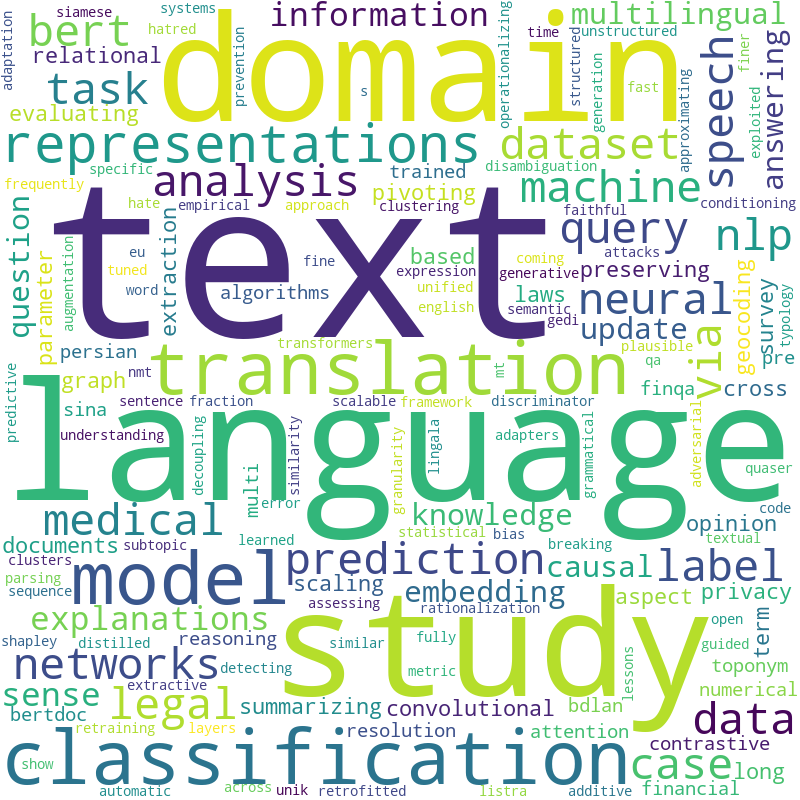 siamese
systems
information
multilingual
hatred
time
unstructured
adaptation
bert
domain
prevention
s
operationalizing
structured
generation
finer
relational
task
evaluating
fast
approximating
speech
exploited
answering
representations
dataset
specific
analysis
trained
disambiguation
machine
frequently
hate
empirical
approach
pivoting
clustering
faithful
conditioning
text
query
nlp
question
augmentation
extraction
eu
tuned
word
fine
algorithms
based
expression
unified
english
coming
generative
semantic
gedi
attacks
preserving
laws
neural
update
via
geocoding
survey
typology
pre
parameter
persian
graph
nmt
transformers
translation
mt
plausible
qa
finqa
cross
predictive
sina
sentence
fraction
scalable
framework
discriminator
language
understanding
decoupling
multi
similarity
granularity
lingala
adapters
grammatical
adversarial
quaser
code
error
medical
knowledge
statistical
bias
opinion
documents
subtopic
learned
breaking
textual
clusters
parsing
sequence
model
prediction
scaling
assessing
embedding
rationalization
causal
label
aspect
privacy
explanations
study
term
open
shapley
distilled
reasoning
similar
fully
guided
networks
detecting
metric
lessons
toponym
numerical
sense
extractive
legal
summarizing
convolutional
bdlan
data
bertdoc
retraining
layers
resolution
attention
contrastive
classification
case
long
show
automatic
across
unik
retrofitted
listra
additive
financial